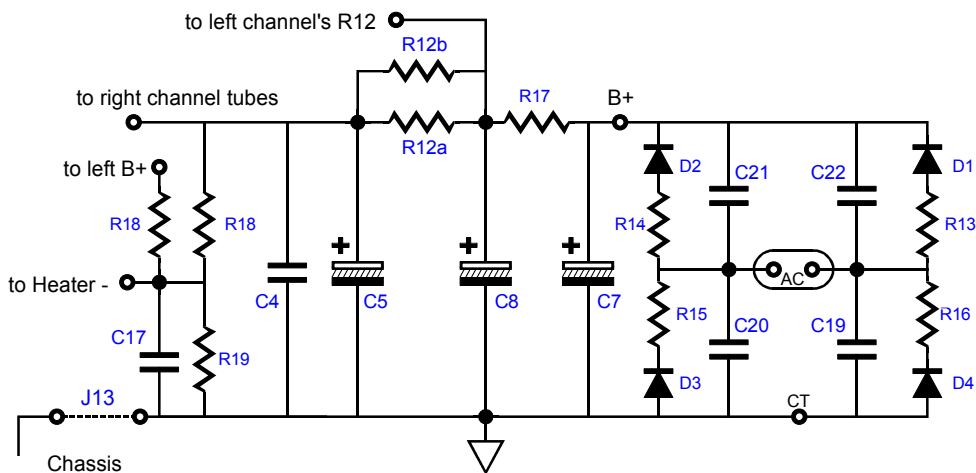 to left channel's R12
R12b
to right channel tubes
R12a
R17
B+
to left B+
D2
C21
C22
D1
R18
R18
R14
R13
AC
to Heater -
C4
C5
C8
C7
R15
C20
C19
R16
C17
R19
D3
D4
J13
CT
Chassis
+
+
+